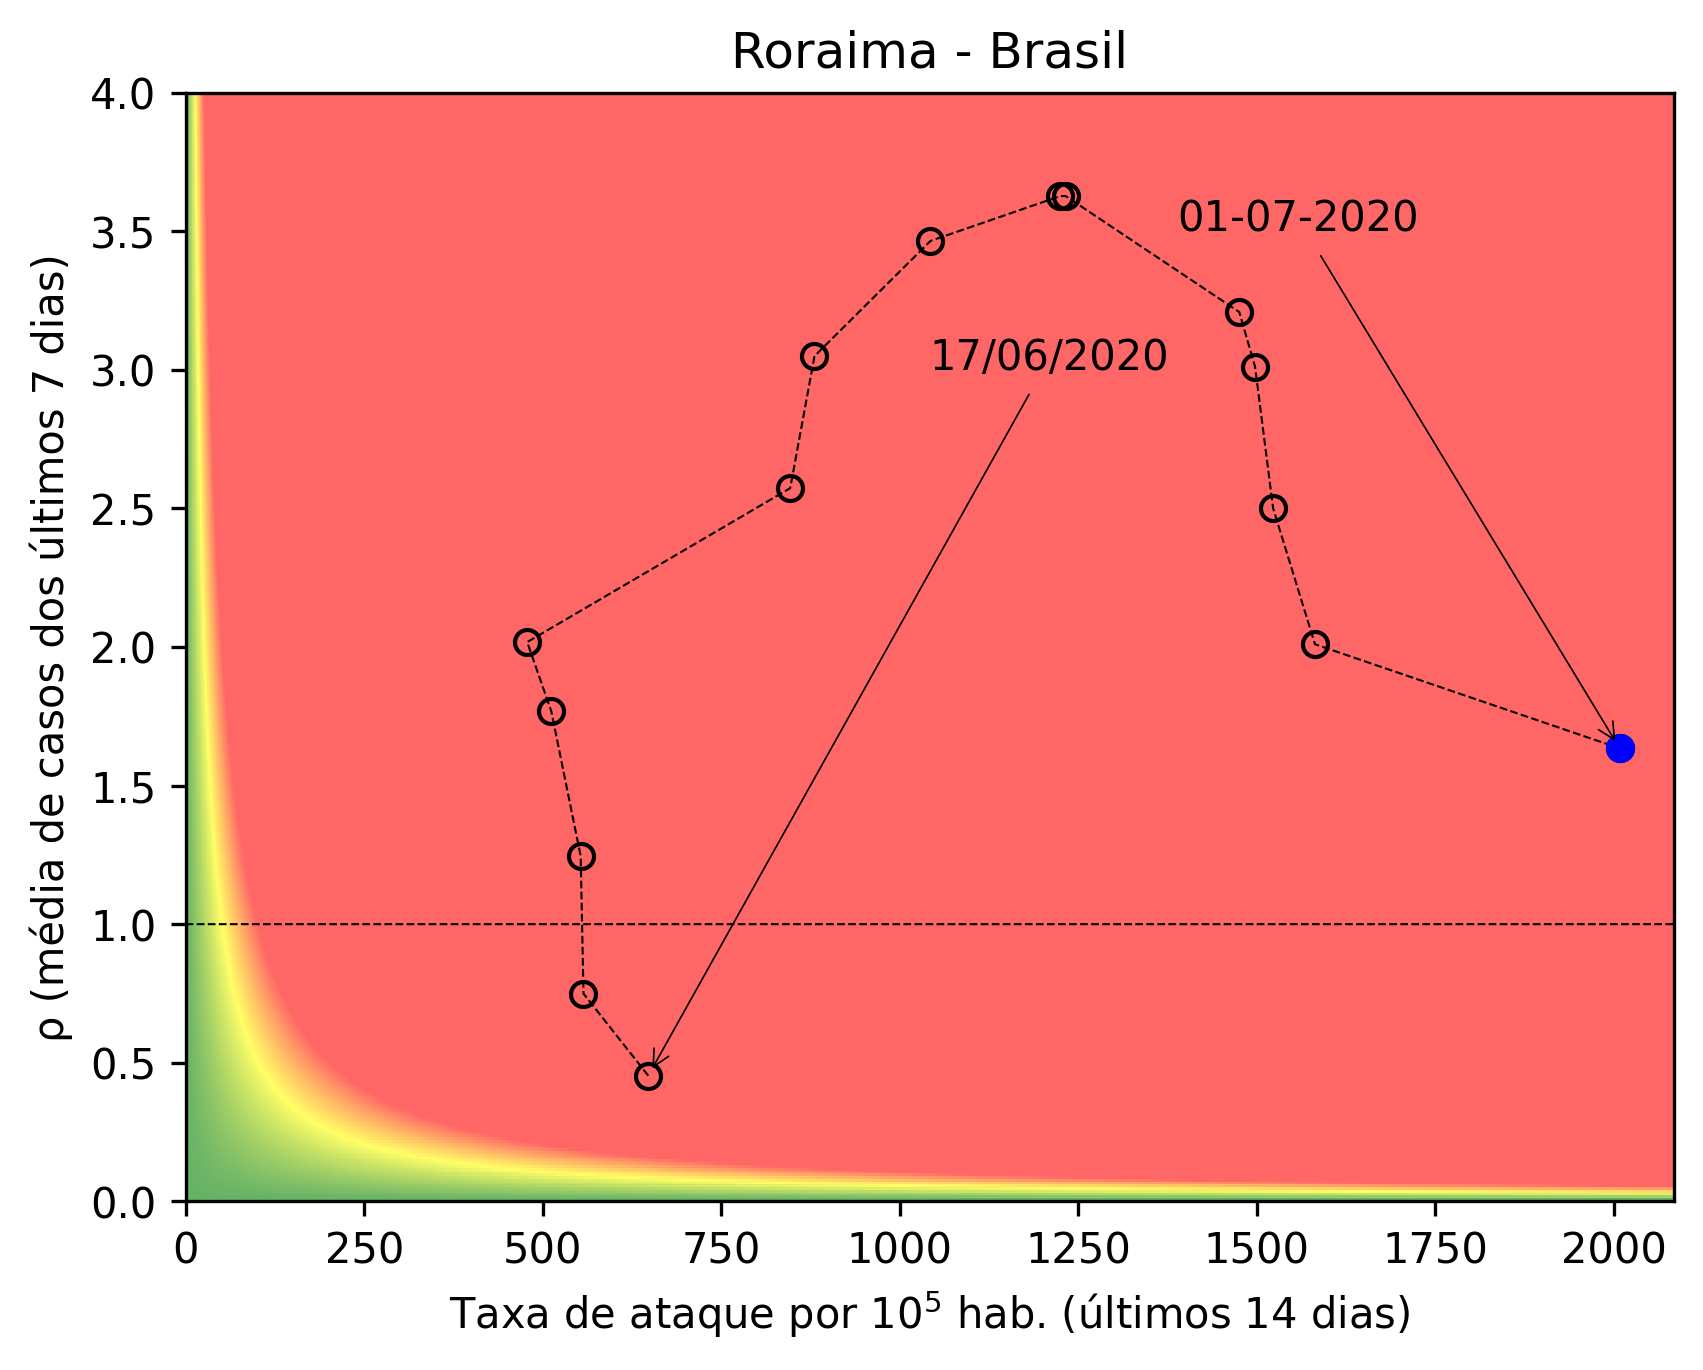 Roraima - Brasil
4.0
3.5
3.0
2.5
2.0
1.5
1.0
0.5
0.0
ρ (média de casos dos últimos 7 dias)
01-07-2020
17/06/2020
0 250 500 750 1000 1250 1500 1750 2000
Taxa de ataque por 10⁵ hab. (últimos 14 dias)